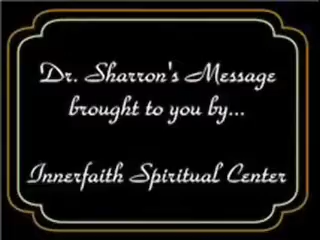 Dr. Sharron's Message
brought to you by...
Innerfaith Spiritual Center